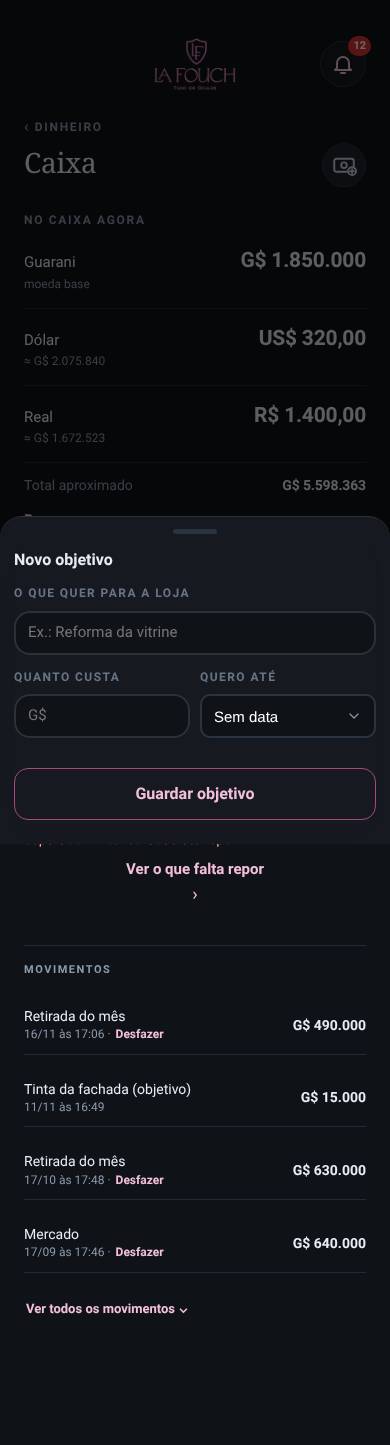 12
LA FOUCH
Tudo de Óculos
‹ DINHEIRO
Caixa
NO CAIXA AGORA
Guarani
G$ 1.850.000
moeda base
Dólar
US$ 320,00
≈ G$ 2.075.840
Real
R$ 1.400,00
≈ G$ 1.672.523
Total aproximado
G$ 5.598.363
Novo objetivo
O QUE QUER PARA A LOJA
Ex.: Reforma da vitrine
QUANTO CUSTA
QUERO ATÉ
G$
Sem data
Guardar objetivo
Ver o que falta repor
›
MOVIMENTOS
Retirada do mês
G$ 490.000
16/11 às 17:06 · Desfazer
Tinta da fachada (objetivo)
G$ 15.000
11/11 às 16:49
Retirada do mês
G$ 630.000
17/10 às 17:48 · Desfazer
Mercado
G$ 640.000
17/09 às 17:46 · Desfazer
Ver todos os movimentos